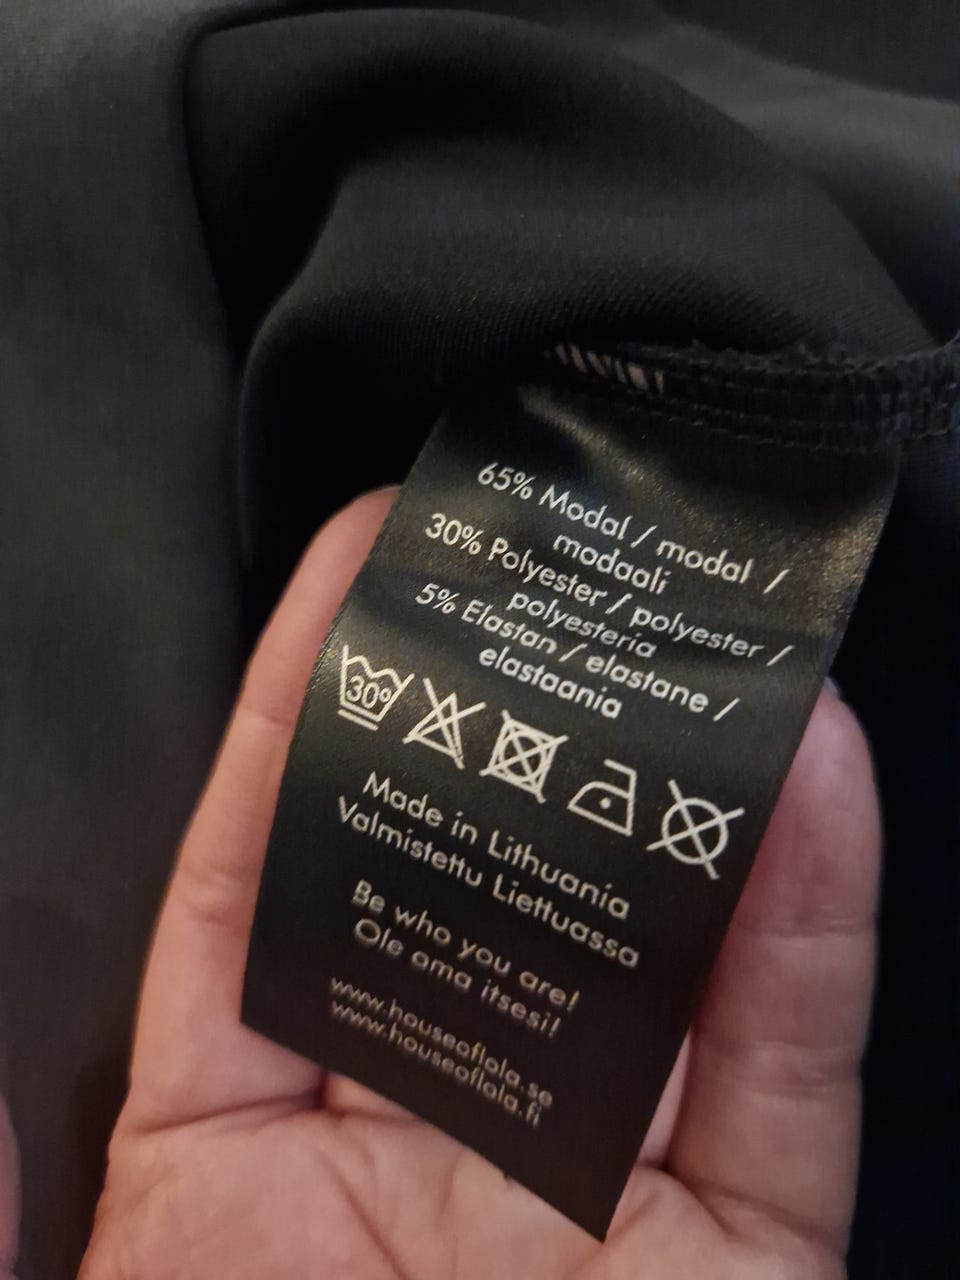 65% Modal / modal /
modaali
30% Polyester / polyester /
polyesteria
5% Elastan / elastane /
elastaania
30°
Made in Lithuania
Valmistettu Liettuassa
Be who you are!
Ole oma itsesi!
www.houseoflola.se
www.houseoflola.fi